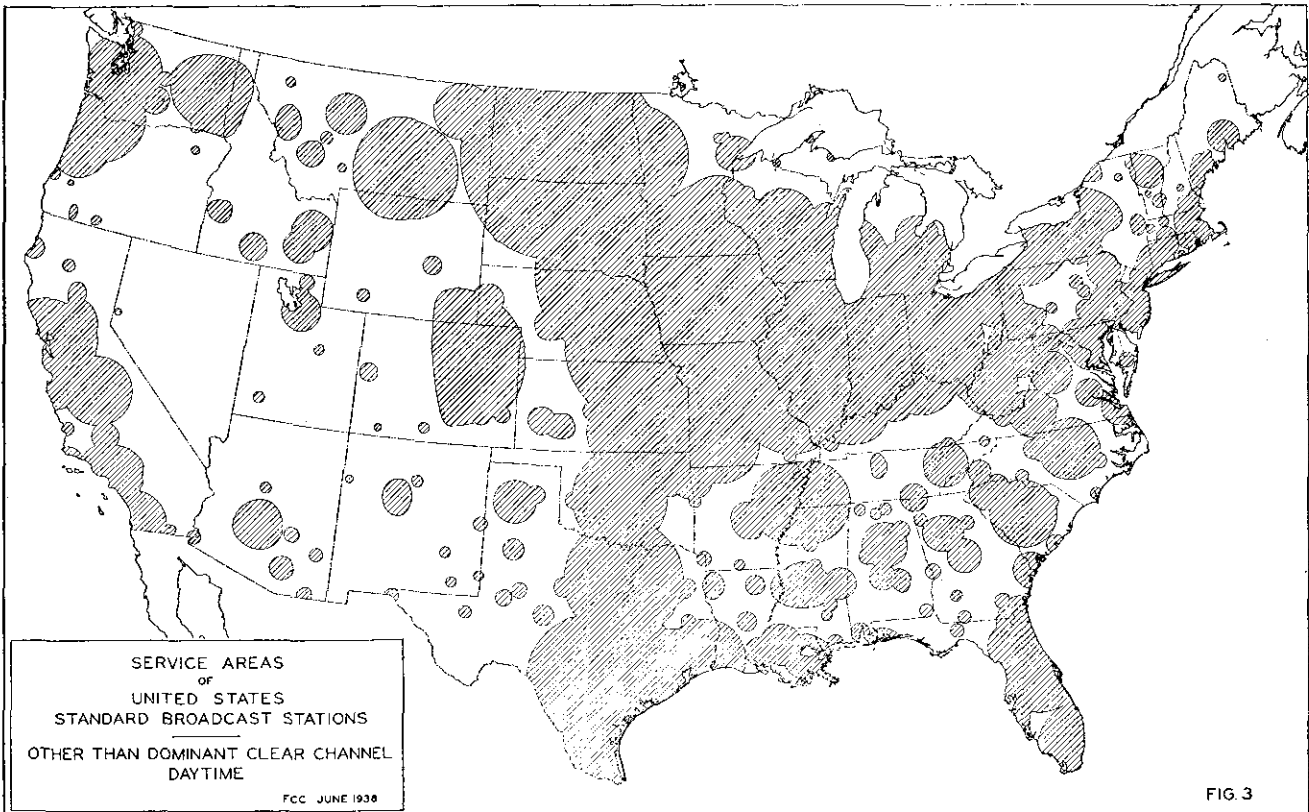 SERVICE AREAS
OF
UNITED STATES
STANDARD BROADCAST STATIONS
OTHER THAN DOMINANT CLEAR CHANNEL
DAYTIME
FCC JUNE 1938
FIG. 3